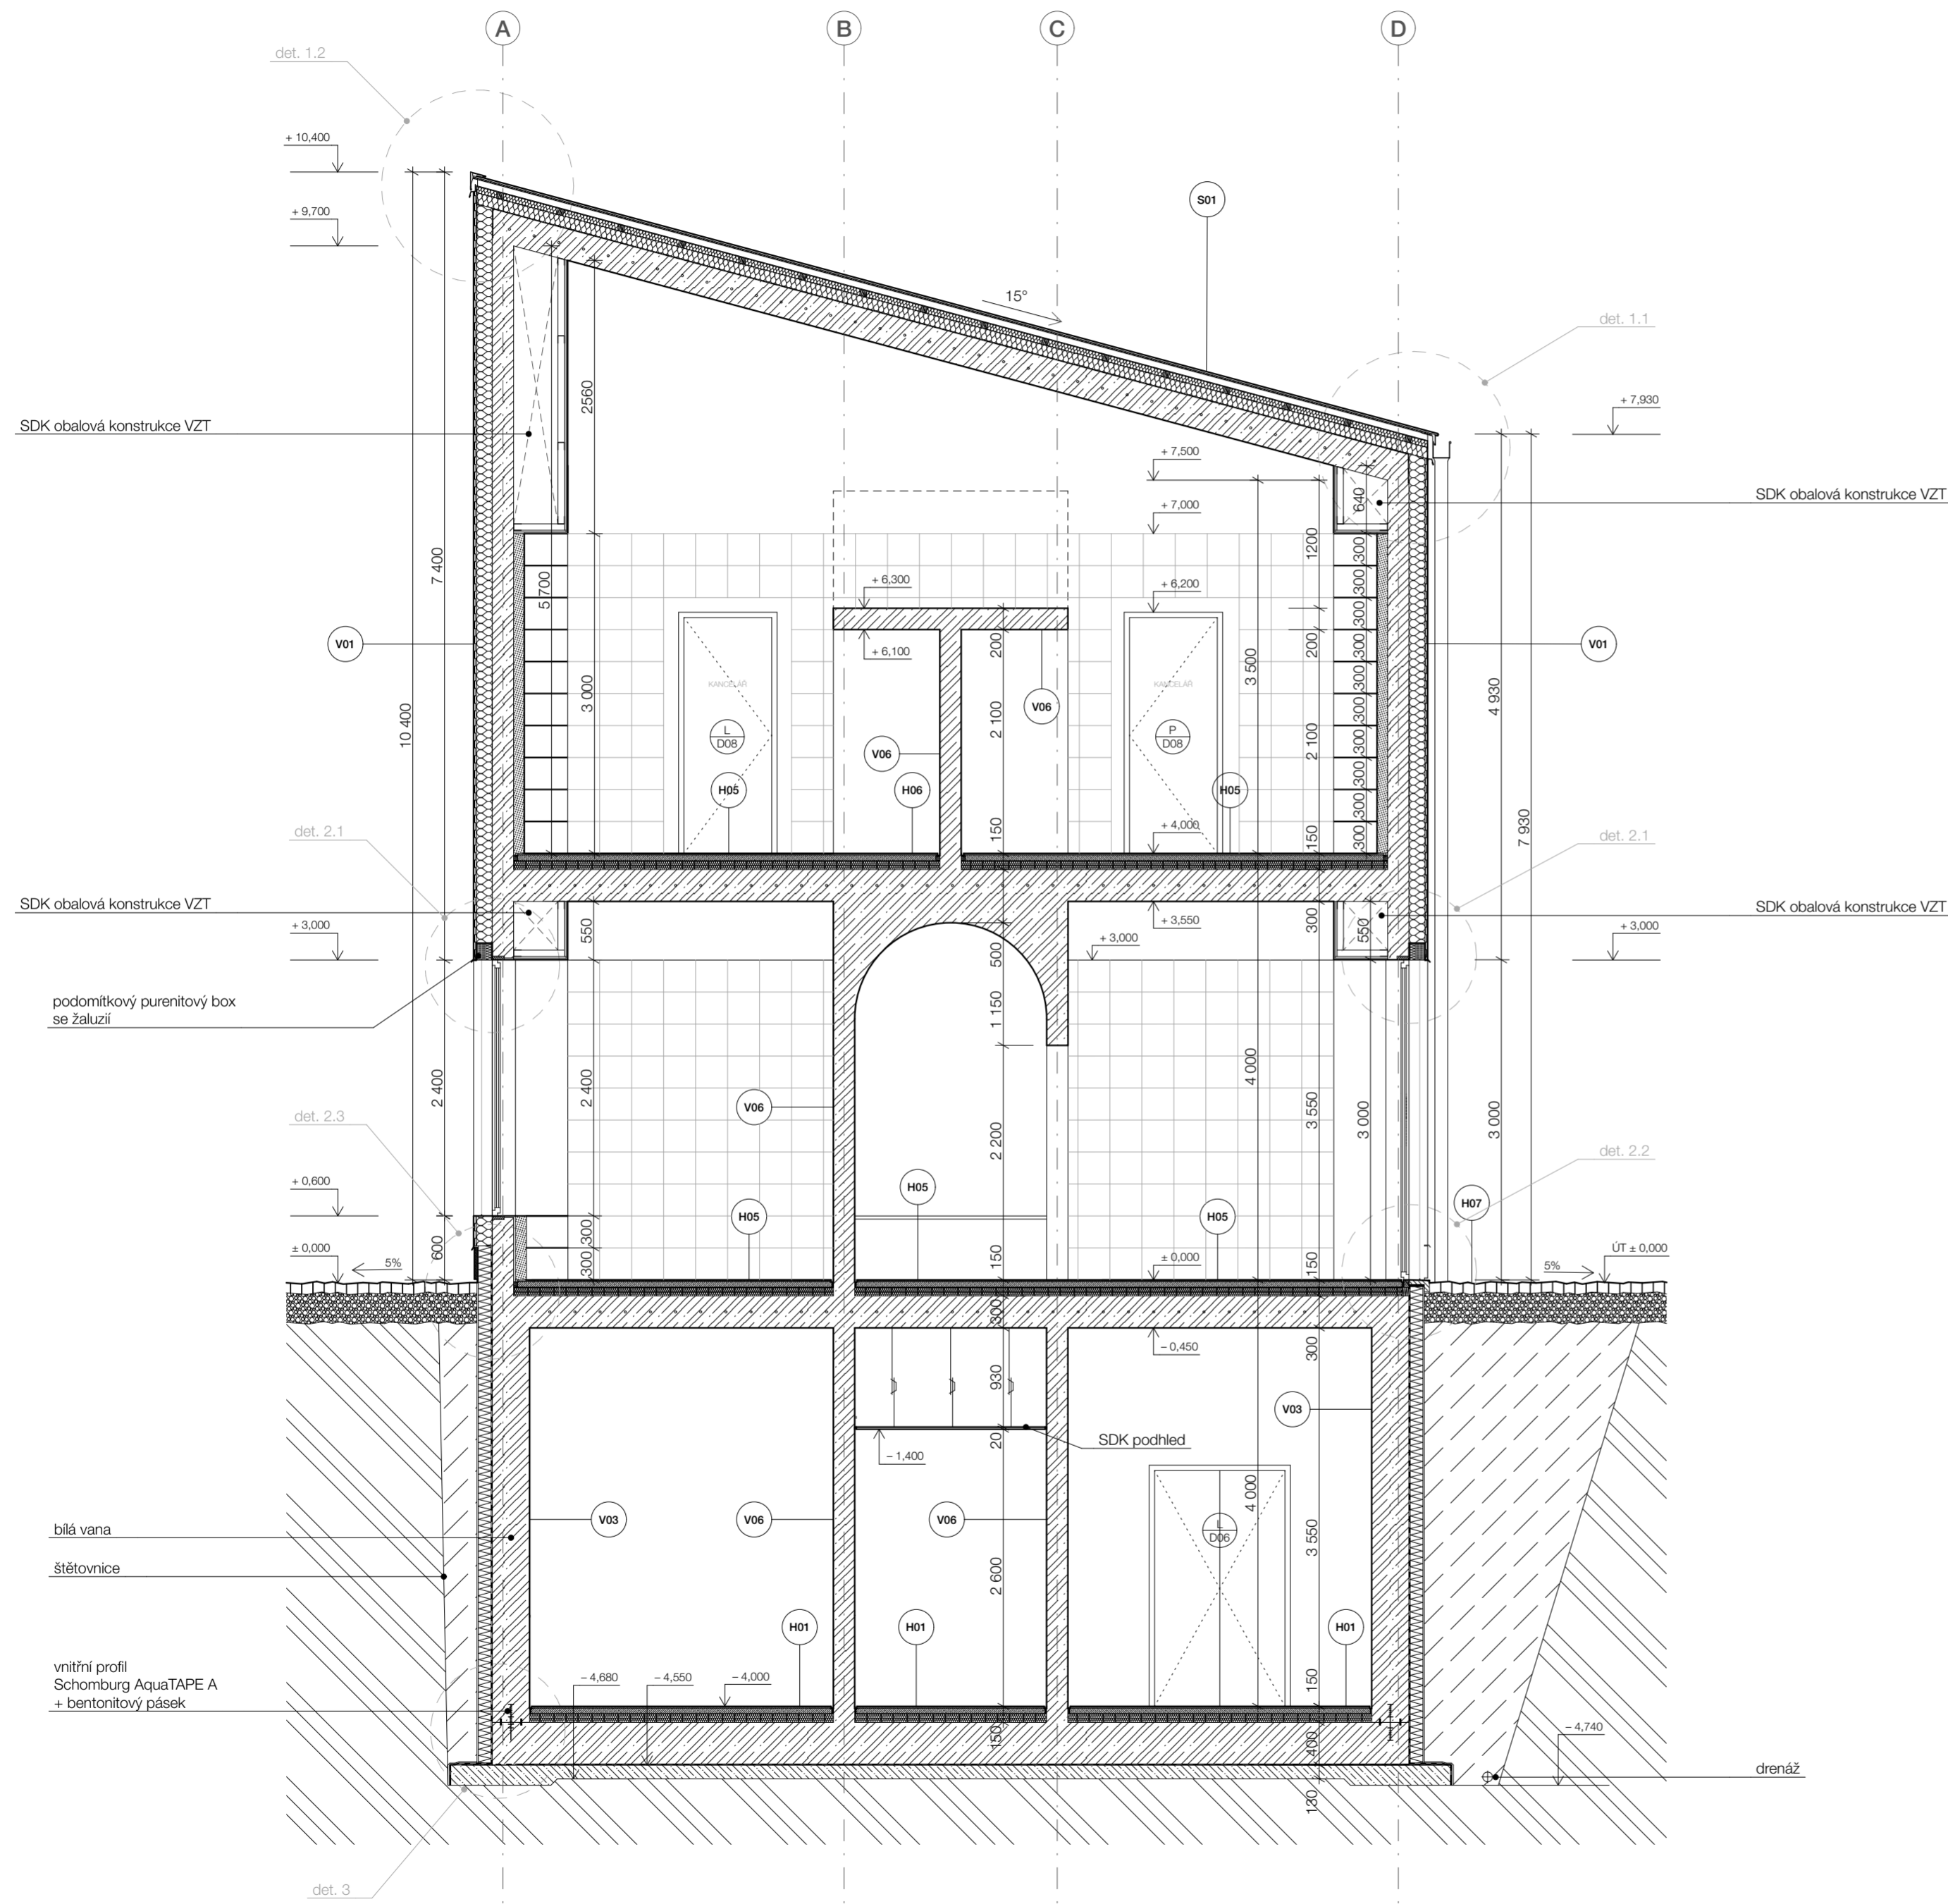 A
B
C
D
det. 1.2
+ 10,400
+ 9,700
S01
15°
det. 1.1
+ 7,930
SDK obalová konstrukce VZT
2560
+ 7,500
640
SDK obalová konstrukce VZT
+ 7,000
1200
300
7 400
5 700
+ 6,300
+ 6,200
300
300
V01
+ 6,100
200
200
300
V01
3 000
KANCELÁŘ
KANCELÁŘ
3 500
300
4 930
10 400
2 100
V06
300
L
D08
P
D08
2 100
300
V06
H05
H06
H05
300
300
det. 2.1
150
+ 4,000
150
300
7 930
det. 2.1
SDK obalová konstrukce VZT
SDK obalová konstrukce VZT
+ 3,000
550
500
+ 3,000
+ 3,550
300
550
+ 3,000
podomítkový purenitový box
se žaluzií
1 150
2 400
2 400
4 000
V06
3 550
3 000
3 000
det. 2.3
2 200
det. 2.2
+ 0,600
H05
H05
H05
H07
± 0,000
5%
600
300
300
150
± 0,000
150
5%
ÚT ± 0,000
300
– 0,450
300
930
V03
20
– 1,400
SDK podhled
4 000
bílá vana
V03
V06
V06
L
D06
3 550
štětovnice
2 600
H01
H01
H01
vnitřní profil
Schomburg AquaTAPE A
+ bentonitový pásek
– 4,680
– 4,550
– 4,000
150
150
400
– 4,740
130
drenáž
det. 3